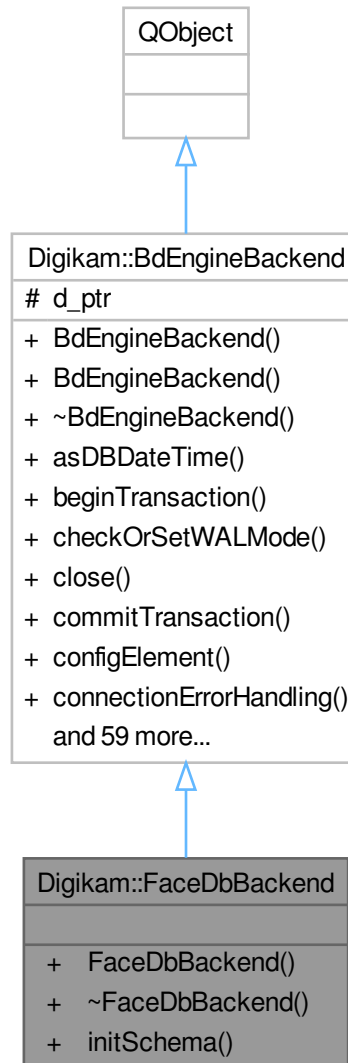 QObject
Digikam::BdEngineBackend
# d_ptr
+ BdEngineBackend()
+ BdEngineBackend()
+ ~BdEngineBackend()
+ asDBDateTime()
+ beginTransaction()
+ checkOrSetWALMode()
+ close()
+ commitTransaction()
+ configElement()
+ connectionErrorHandling()
and 59 more...
Digikam::FaceDbBackend
+ FaceDbBackend()
+ ~FaceDbBackend()
+ initSchema()